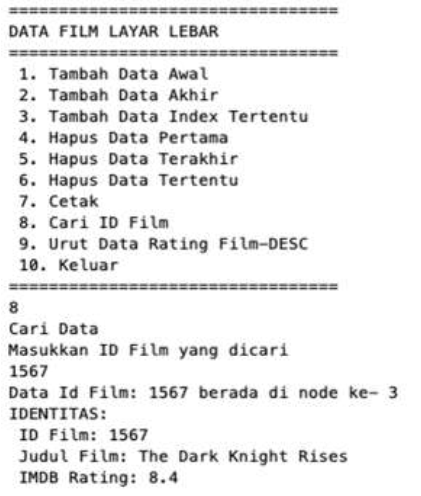 ==================================
DATA FILM LAYAR LEBAR
==================================
1. Tambah Data Awal
2. Tambah Data Akhir
3. Tambah Data Index Tertentu
4. Hapus Data Pertama
5. Hapus Data Terakhir
6. Hapus Data Tertentu
7. Cetak
8. Cari ID Film
9. Urut Data Rating Film-DESC
10. Keluar
==================================
8
Cari Data
Masukkan ID Film yang dicari
1567
Data Id Film: 1567 berada di node ke- 3
IDENTITAS:
ID Film: 1567
Judul Film: The Dark Knight Rises
IMDB Rating: 8.4